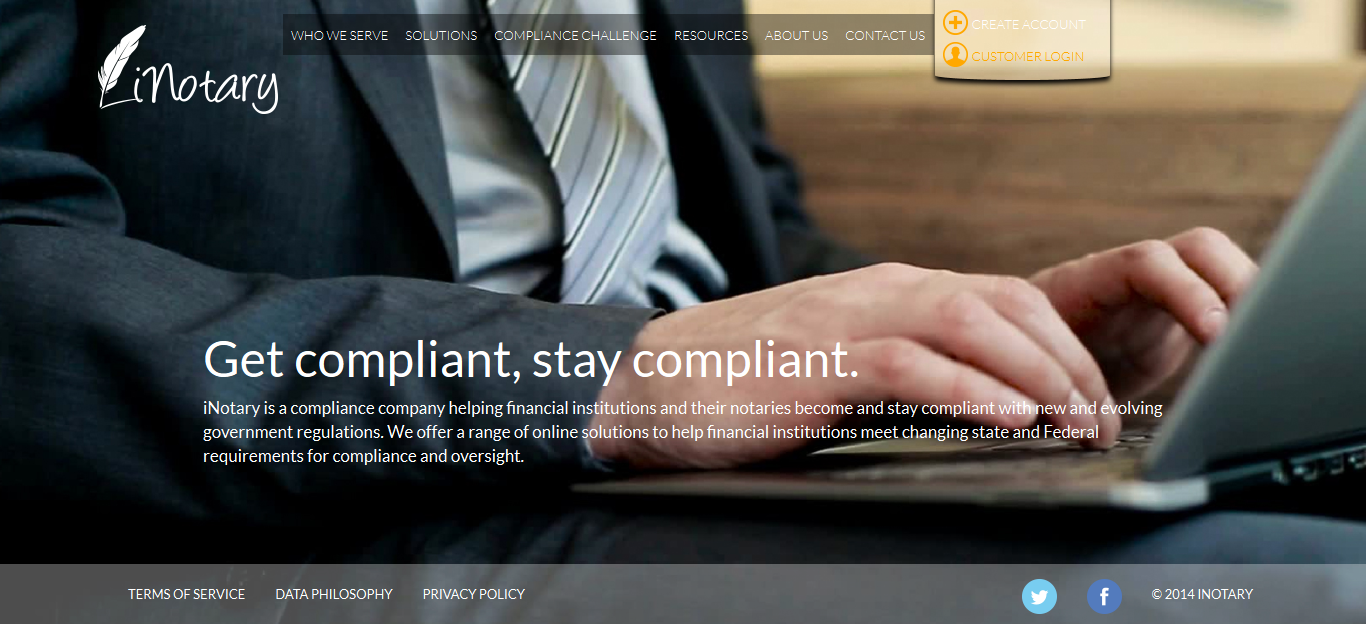 iNotary
WHO WE SERVE SOLUTIONS COMPLIANCE CHALLENGE RESOURCES ABOUT US CONTACT US
CREATE ACCOUNT
CUSTOMER LOGIN
Get compliant, stay compliant.
iNotary is a compliance company helping financial institutions and their notaries become and stay compliant with new and evolving
government regulations. We offer a range of online solutions to help financial institutions meet changing state and Federal
requirements for compliance and oversight.
TERMS OF SERVICE DATA PHILOSOPHY PRIVACY POLICY © 2014 INOTARY